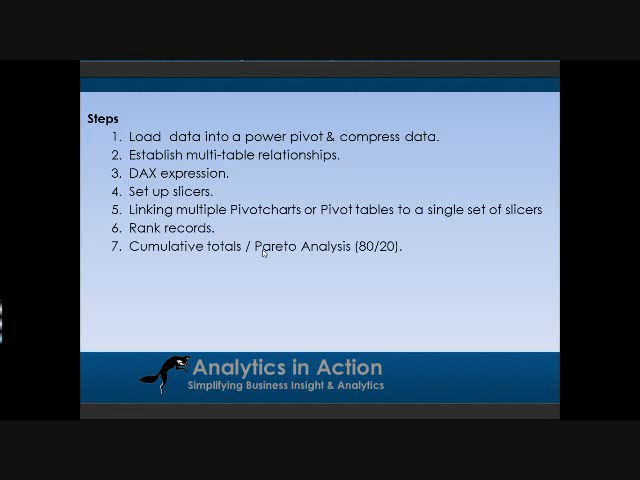 Steps
1. Load data into a power pivot & compress data.
2. Establish multi-table relationships.
3. DAX expression.
4. Set up slicers.
5. Linking multiple Pivotcharts or Pivot tables to a single set of slicers
6. Rank records.
7. Cumulative totals / Pareto Analysis (80/20).
Analytics in Action
Simplifying Business Insight & Analytics